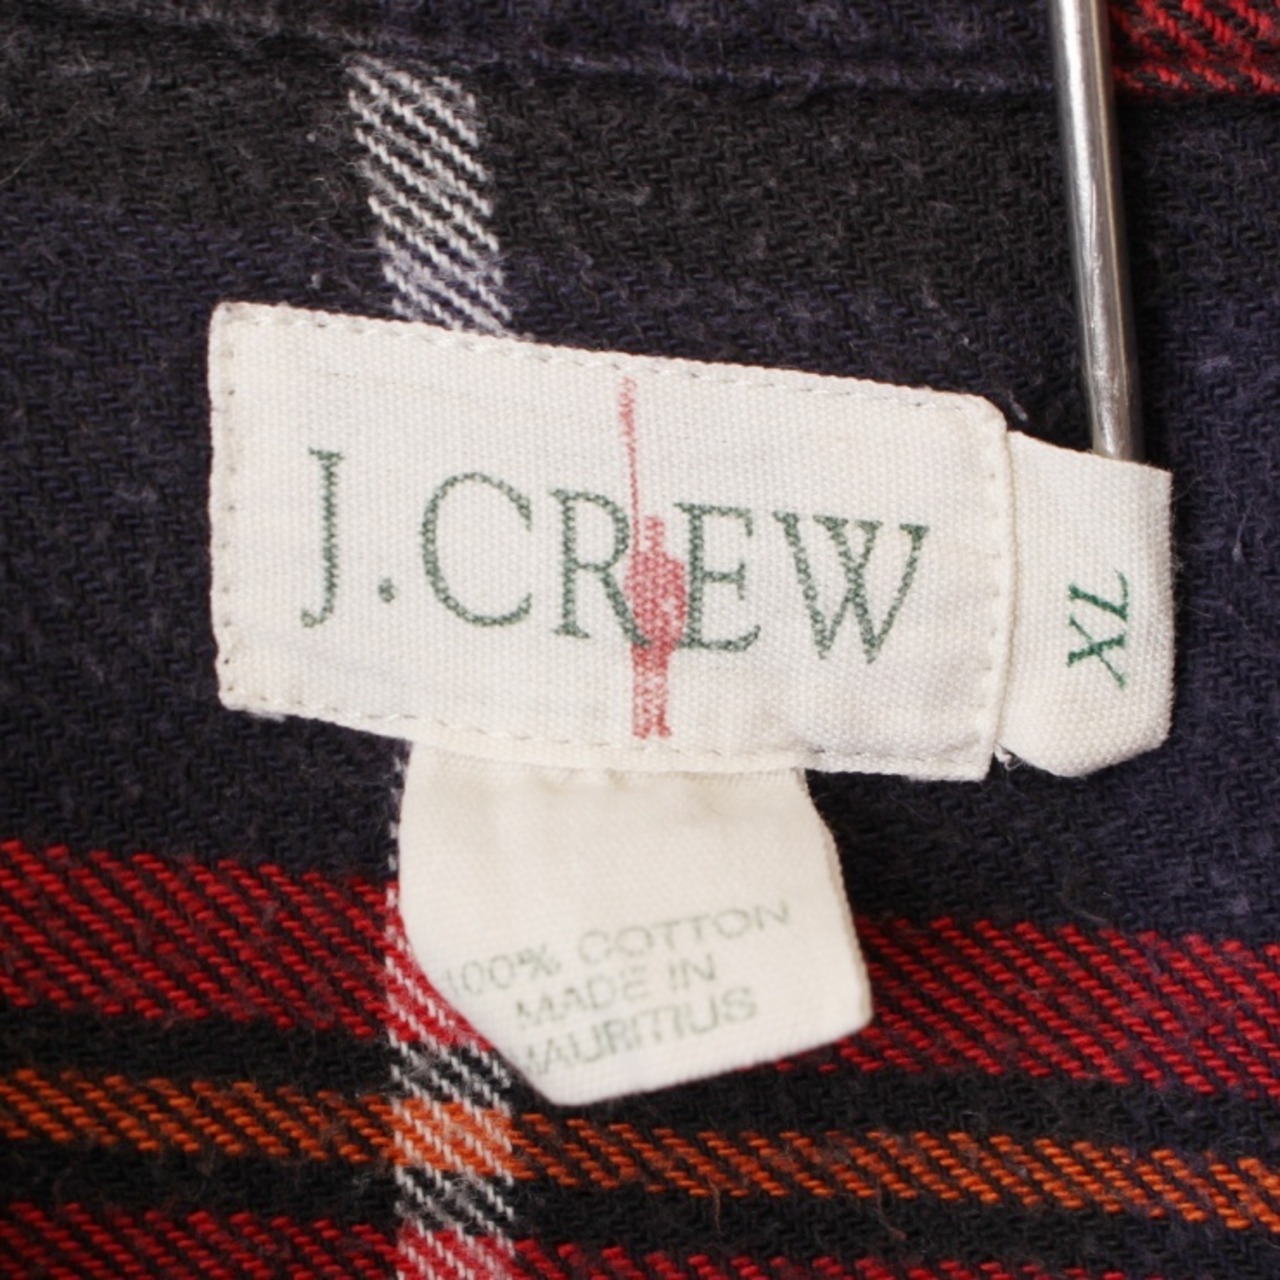 J.CREW
XL
100% COTTON
MADE IN
MAURITIUS